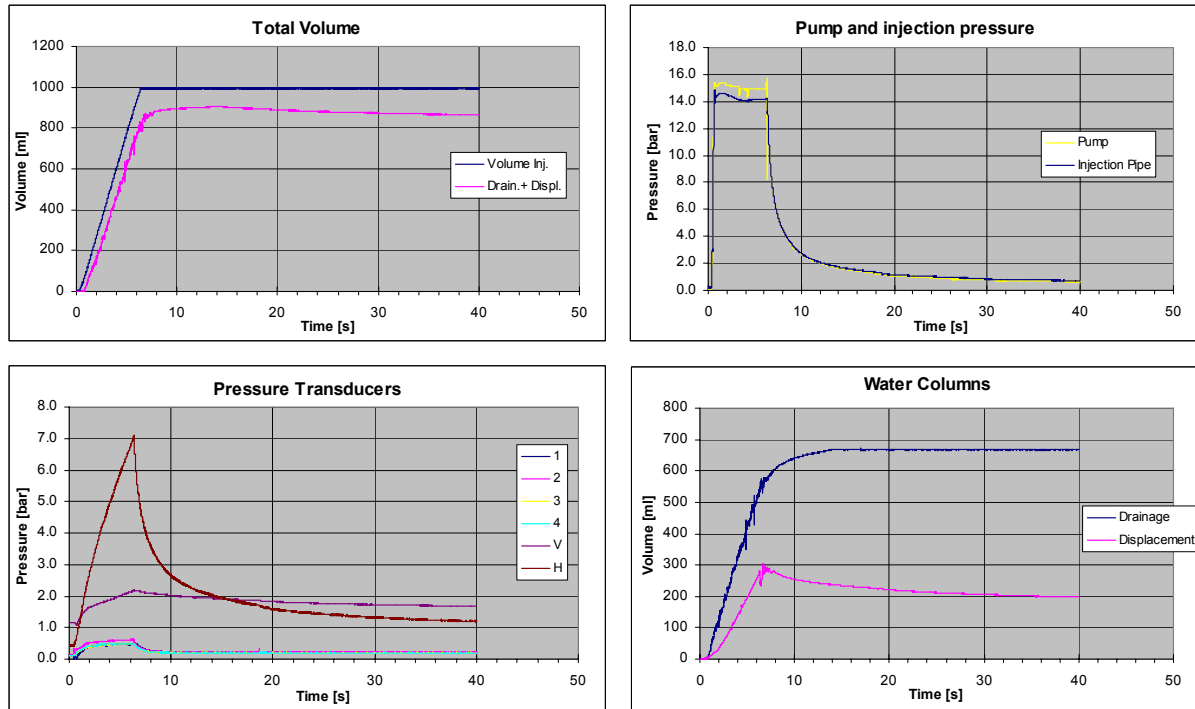 Total Volume
1200
1000
800
600
400
200
0
Volume [ml]
0 10 20 30 40 50
Time [s]
Volume Inj.
Drain.+ Displ.
Pump and injection pressure
18.0
16.0
14.0
12.0
10.0
8.0
6.0
4.0
2.0
0.0
Pressure [bar]
0 10 20 30 40 50
Time [s]
Pump
Injection Pipe
Pressure Transducers
8.0
7.0
6.0
5.0
4.0
3.0
2.0
1.0
0.0
Pressure [bar]
0 10 20 30 40 50
Time [s]
1
2
3
4
V
H
Water Columns
800
700
600
500
400
300
200
100
0
Volume [ml]
0 10 20 30 40 50
Time [s]
Drainage
Displacement